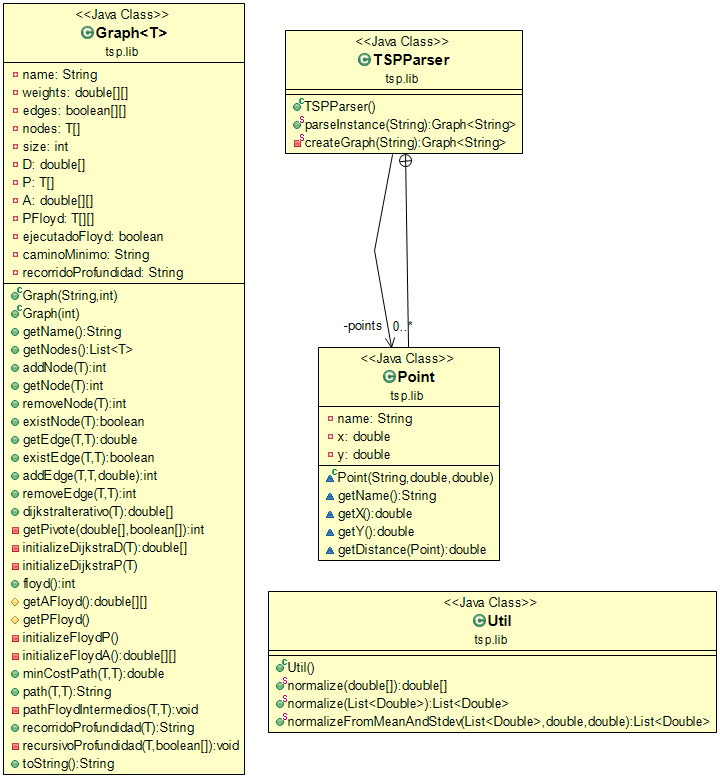 <<Java Class>>
Graph<T>
tsp.lib
name: String
weights: double[][]
edges: boolean[][]
nodes: T[]
size: int
D: double[]
P: T[]
A: double[][]
PFloyd: T[][]
ejecutadoFloyd: boolean
caminoMinimo: String
recorridoProfundidad: String
Graph(String,int)
Graph(int)
getName():String
getNodes():List<T>
addNode(T):int
getNode(T):int
removeNode(T):int
existNode(T):boolean
getEdge(T,T):double
existEdge(T,T):boolean
addEdge(T,T,double):int
removeEdge(T,T):int
dijkstraIterativo(T):double[]
getPivote(double[],boolean[]):int
initializeDijkstraD(T):double[]
initializeDijkstraP(T)
floyd():int
getAFloyd():double[][]
getPFloyd()
initializeFloydP()
initializeFloydA():double[][]
minCostPath(T,T):double
path(T,T):String
pathFloydIntermedios(T,T):void
recorridoProfundidad(T):String
recursivoProfundidad(T,boolean[]):void
toString():String
<<Java Class>>
TSPParser
tsp.lib
TSPParser()
parseInstance(String):Graph<String>
createGraph(String):Graph<String>
-points 0..*
<<Java Class>>
Point
tsp.lib
name: String
x: double
y: double
Point(String,double,double)
getName():String
getX():double
getY():double
getDistance(Point):double
<<Java Class>>
Util
tsp.lib
Util()
normalize(double[]):double[]
normalize(List<Double>):List<Double>
normalizeFromMeanAndStdev(List<Double>,double,double):List<Double>